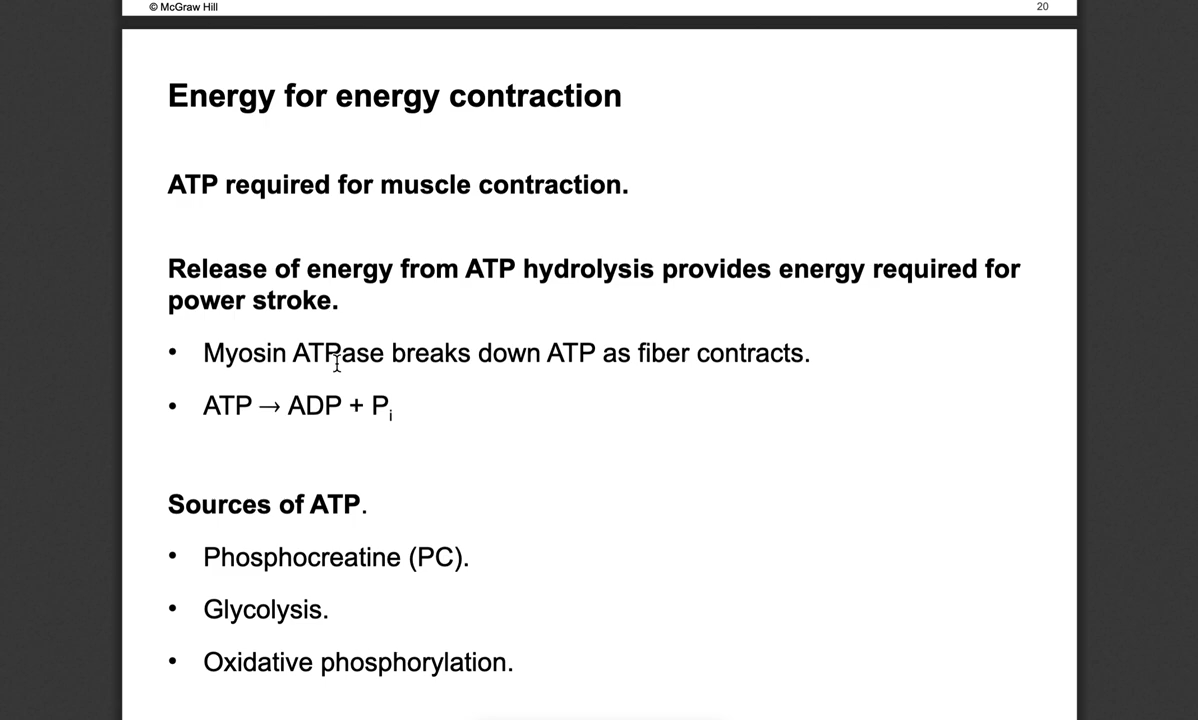 © McGraw Hill 20
Energy for energy contraction
ATP required for muscle contraction.
Release of energy from ATP hydrolysis provides energy required for
power stroke.
• Myosin ATPase breaks down ATP as fiber contracts.
• ATP → ADP + Pi
Sources of ATP.
• Phosphocreatine (PC).
• Glycolysis.
• Oxidative phosphorylation.